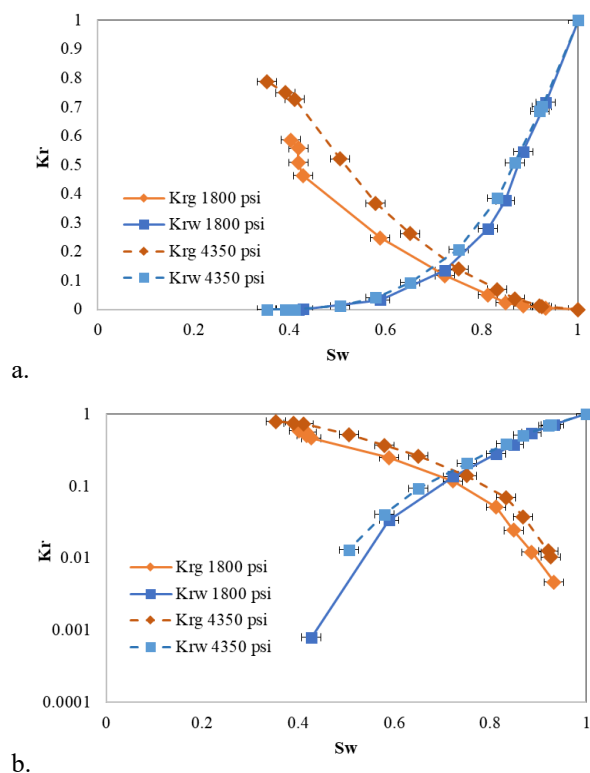 1
0.9
0.8
0.7
0.6
0.5
0.4
0.3
0.2
0.1
0
Kr
Krg 1800 psi
Krw 1800 psi
Krg 4350 psi
Krw 4350 psi
0 0.2 0.4 0.6 0.8 1
Sw
a.
1
0.1
0.01
0.001
0.0001
Kr
Krg 1800 psi
Krw 1800 psi
Krg 4350 psi
Krw 4350 psi
0 0.2 0.4 0.6 0.8 1
Sw
b.